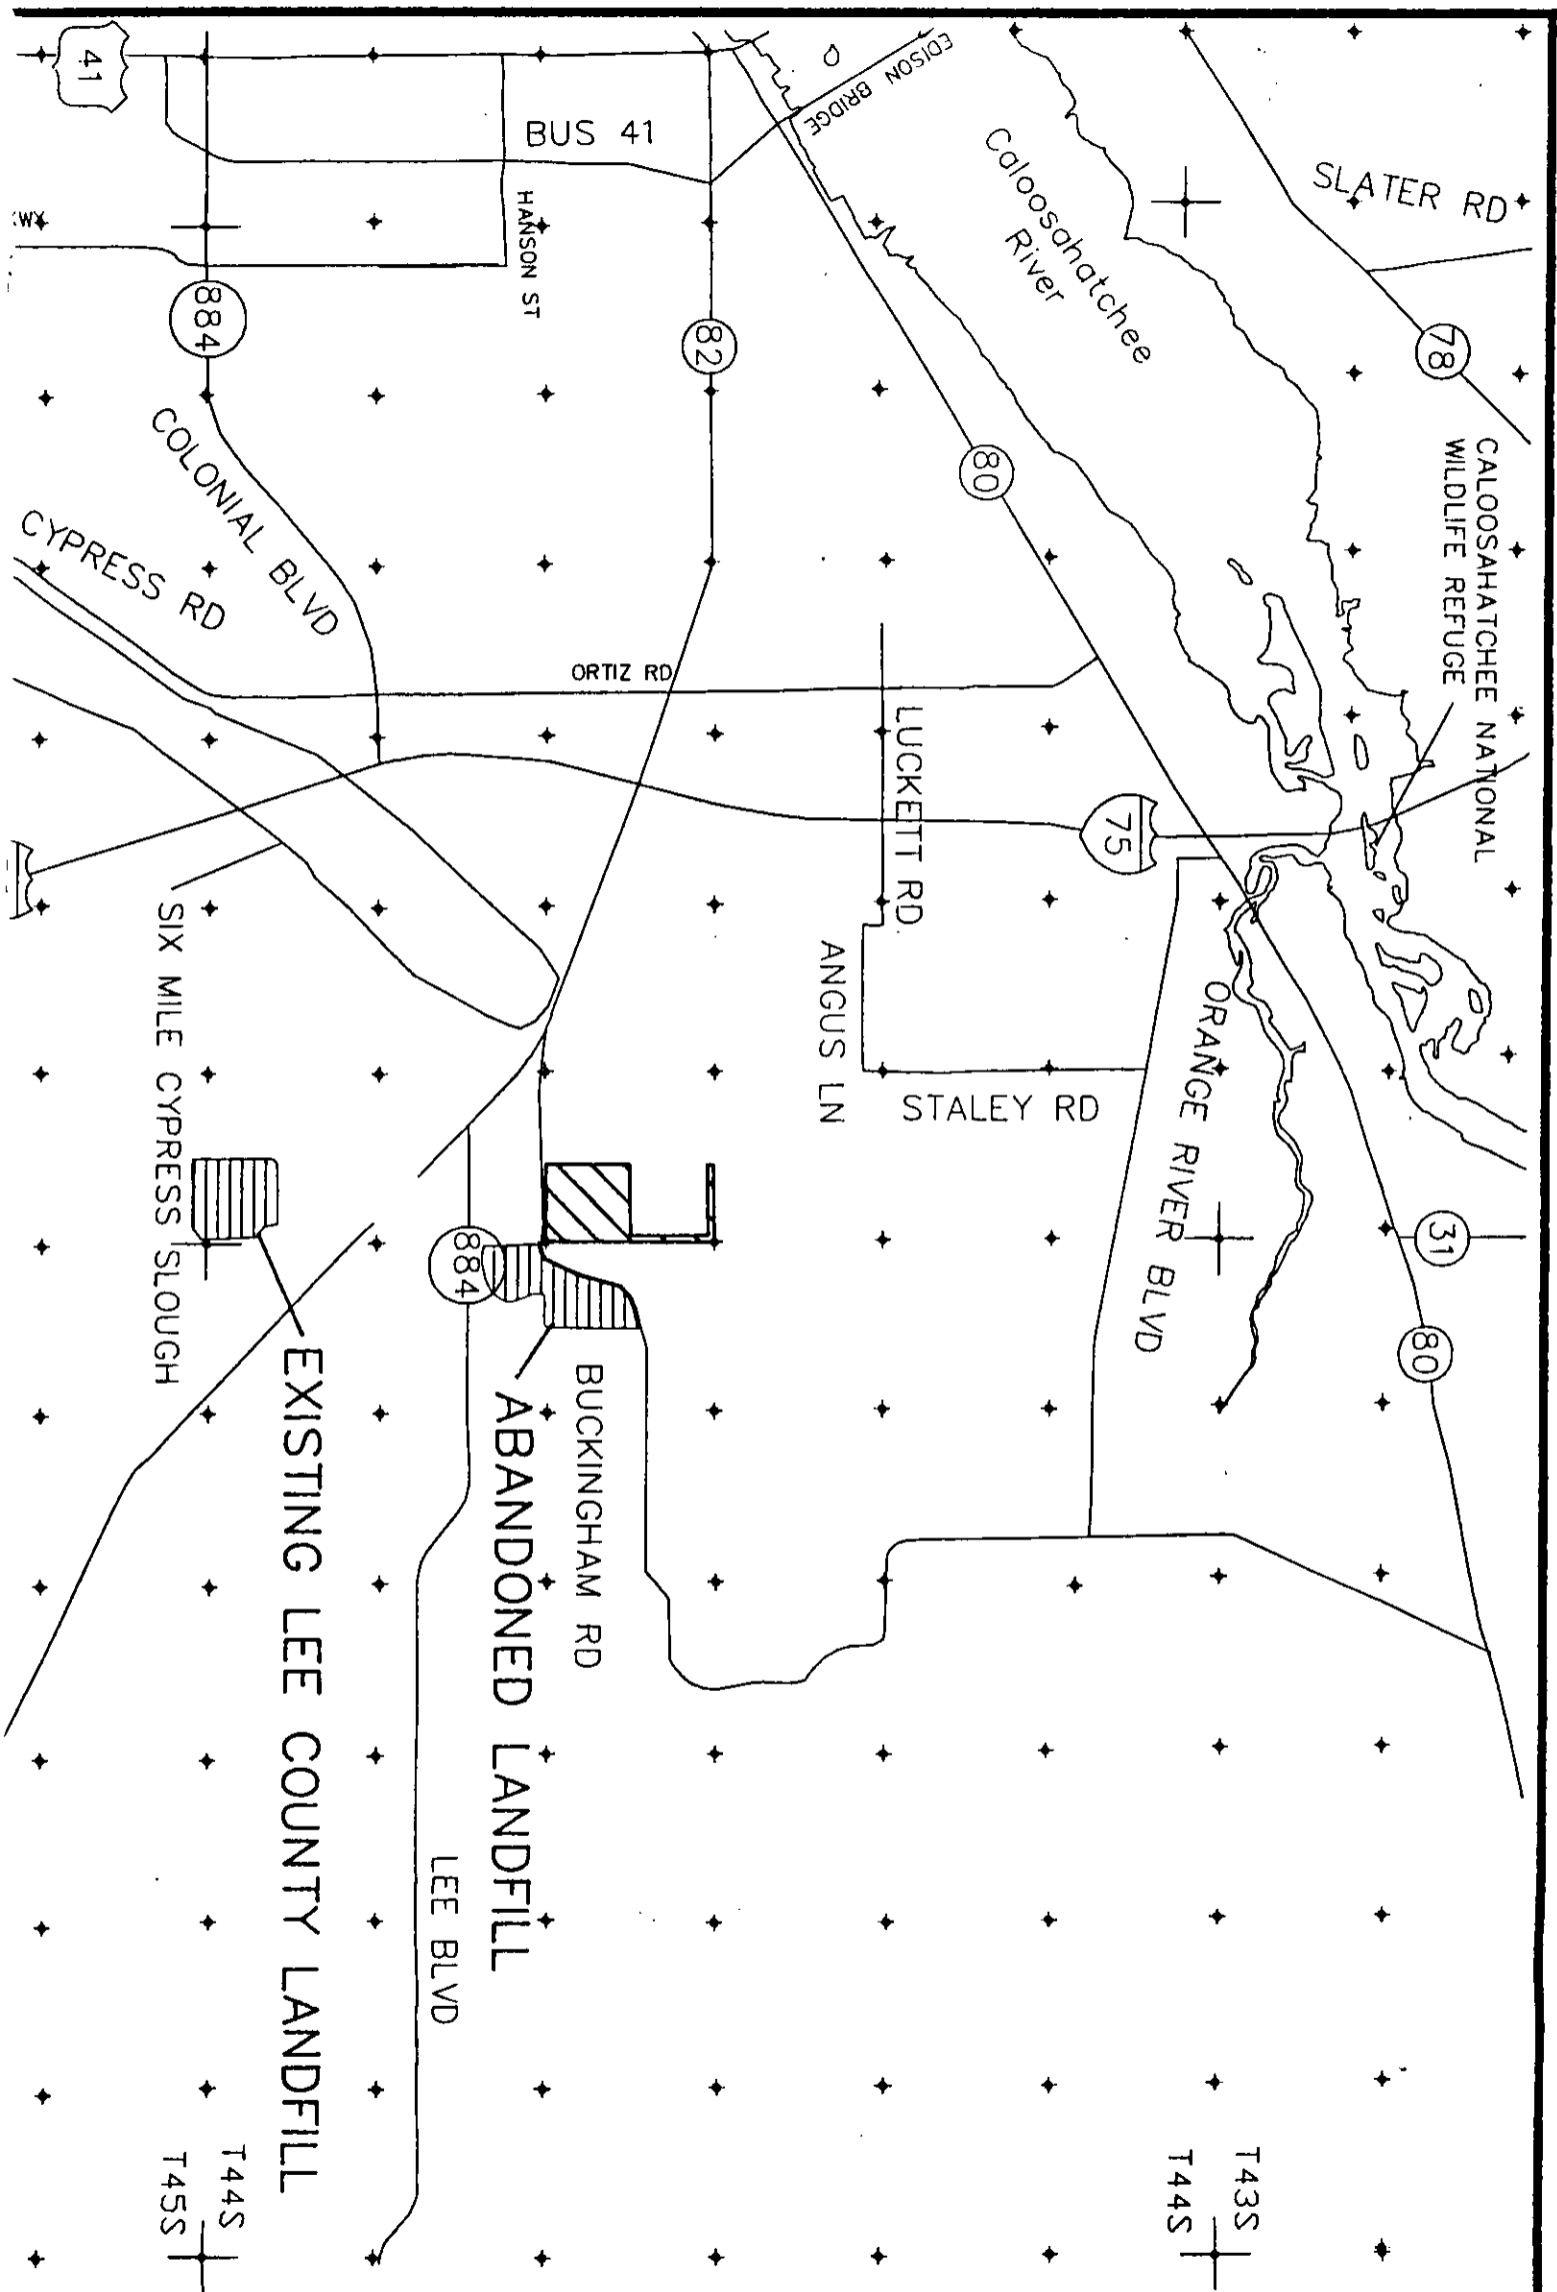 SLATER RD
78
CALOOSAHATCHEE NATIONAL
WILDLIFE REFUGE
31
80
T43S
T44S
Caloosahatchee
River
EDISON BRIDGE
80
75
ORANGE RIVER BLVD
STALEY RD
LUCKETT RD
ANGUS LN
82
BUS 41
HANSON ST
ORTIZ RD
BUCKINGHAM RD
ABANDONED LANDFILL
884
LEE BLVD
884
COLONIAL BLVD
EXISTING LEE COUNTY LANDFILL
CYPRESS RD
SIX MILE CYPRESS SLOUGH
T44S
T45S
41